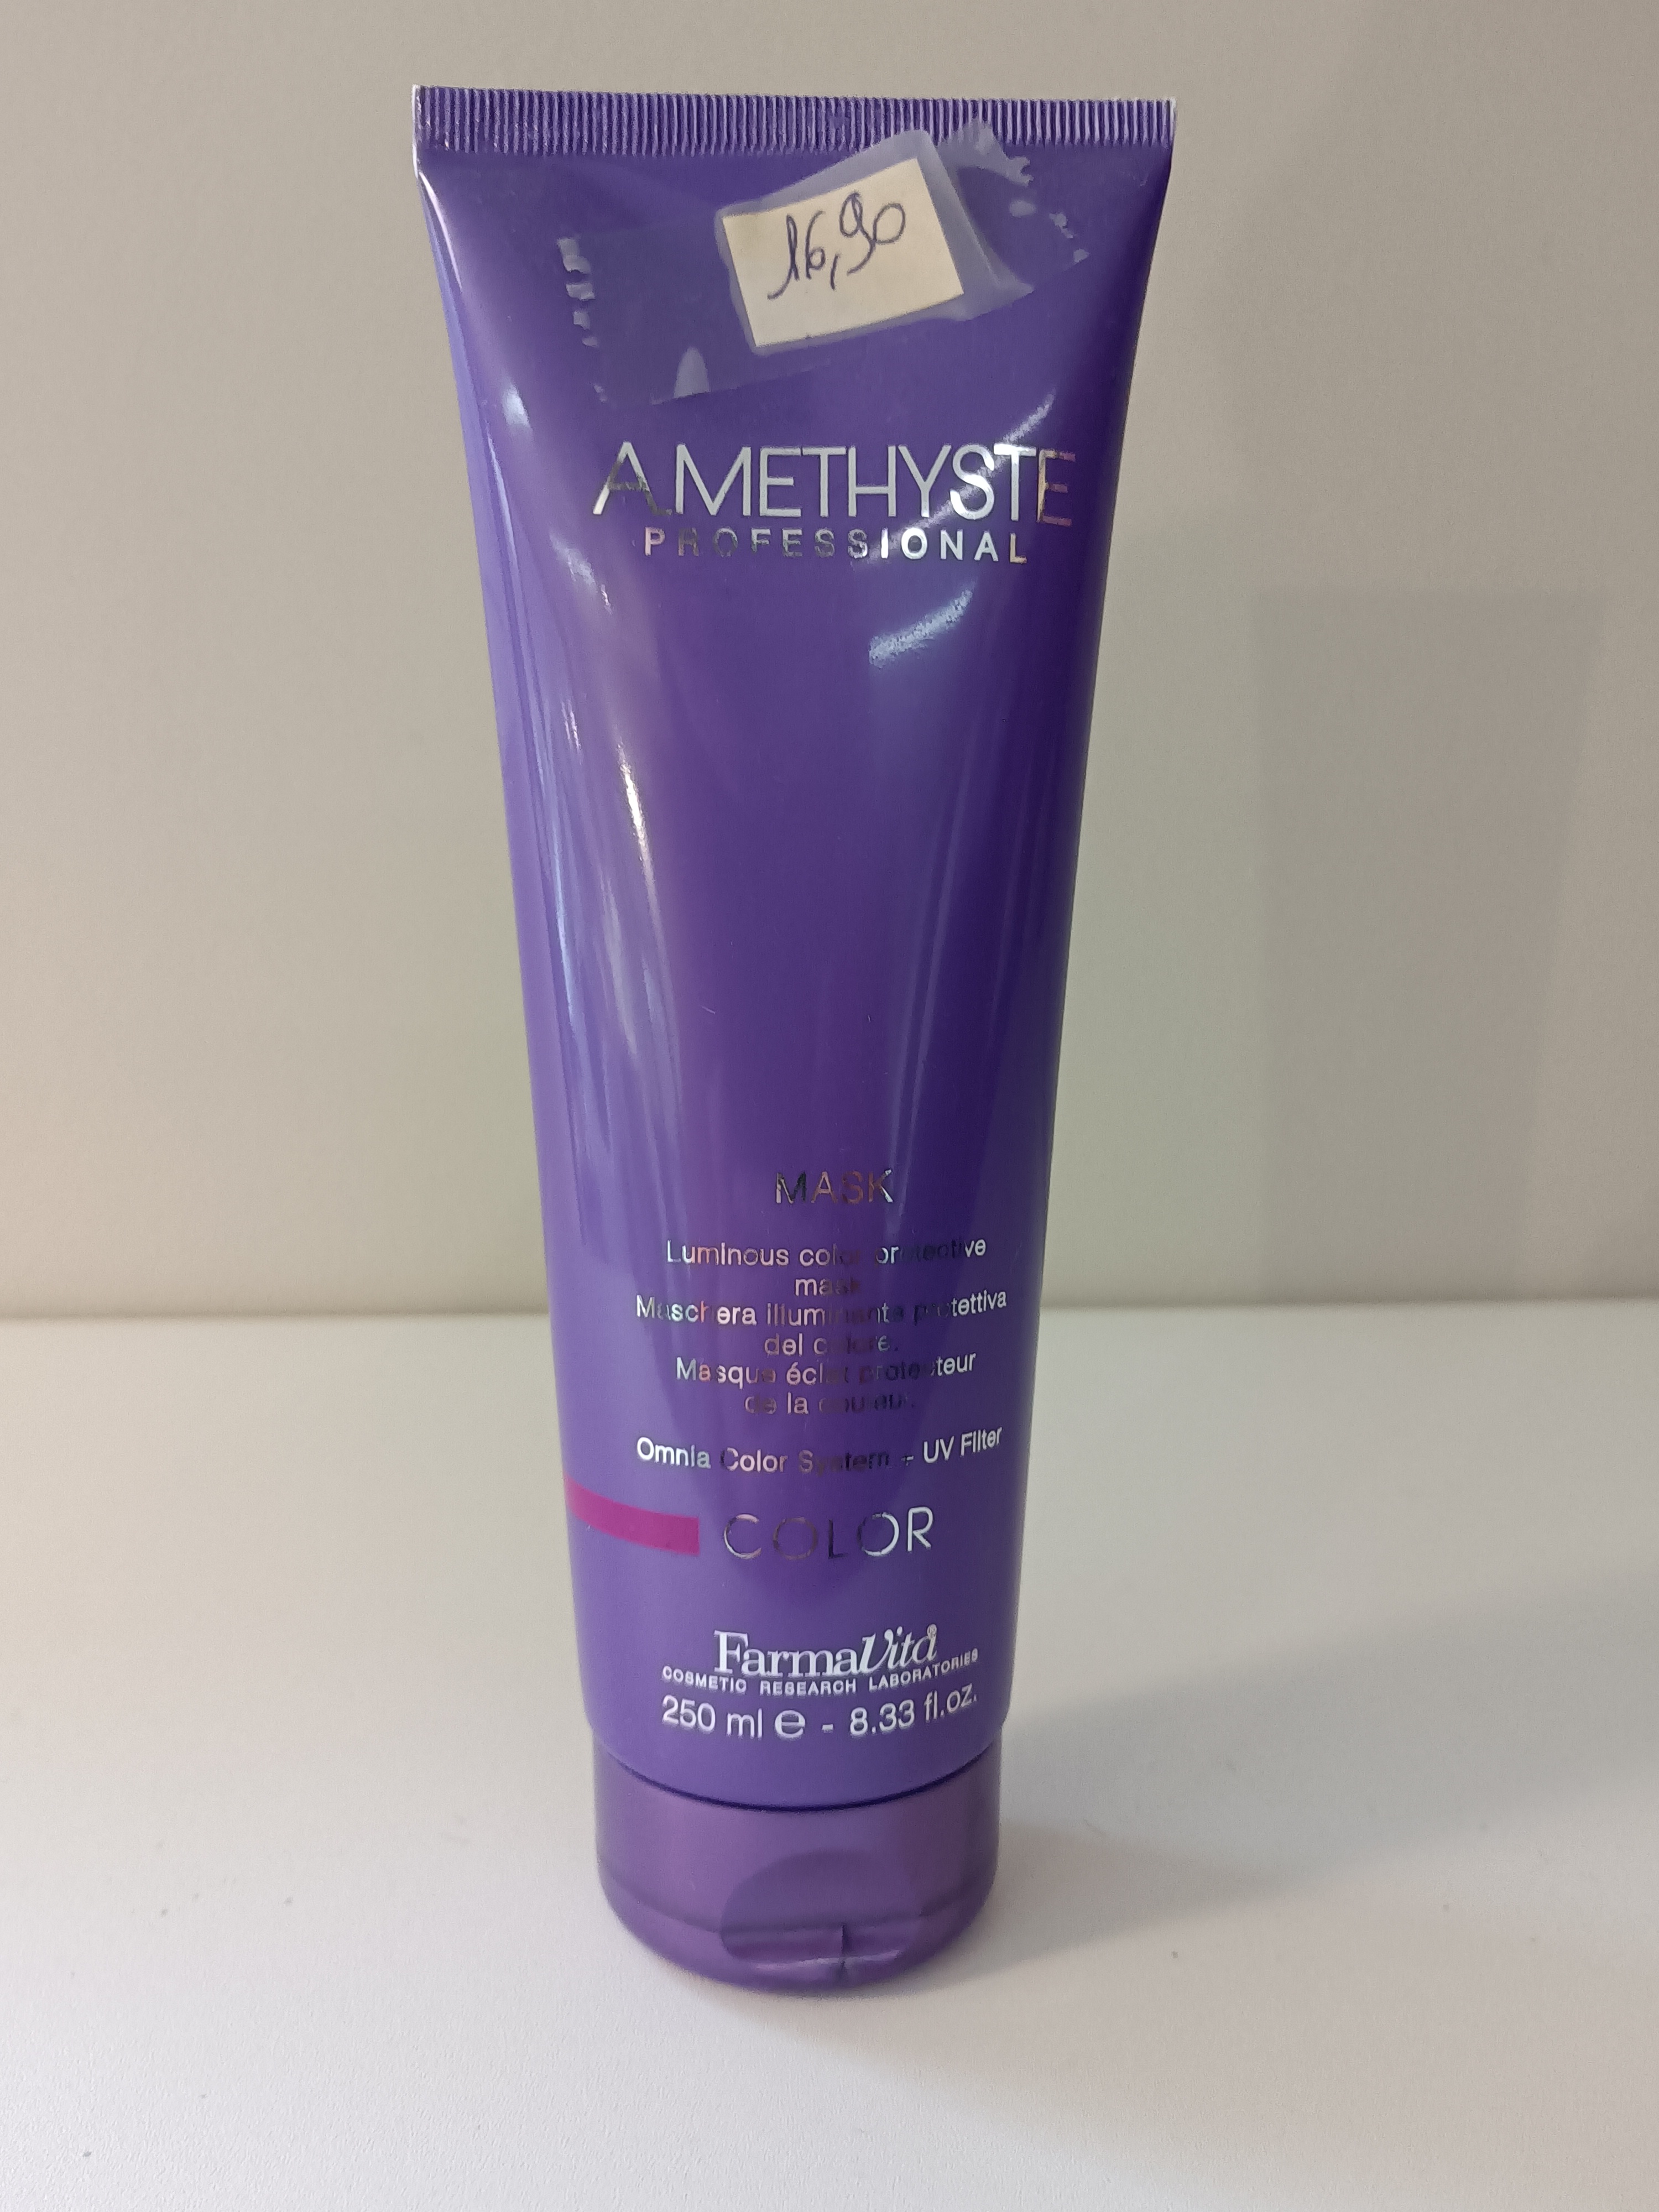 16,90
AMETHYSTE
PROFESSIONAL
MASK
Luminous color protective
mask
Maschera illuminante protettiva
del colore.
Masque éclat protecteur
de la couleur.
Omnia Color System - UV Filter
COLOR
FarmaVita®
COSMETIC RESEARCH LABORATORIES
250 ml e - 8.33 fl.oz.